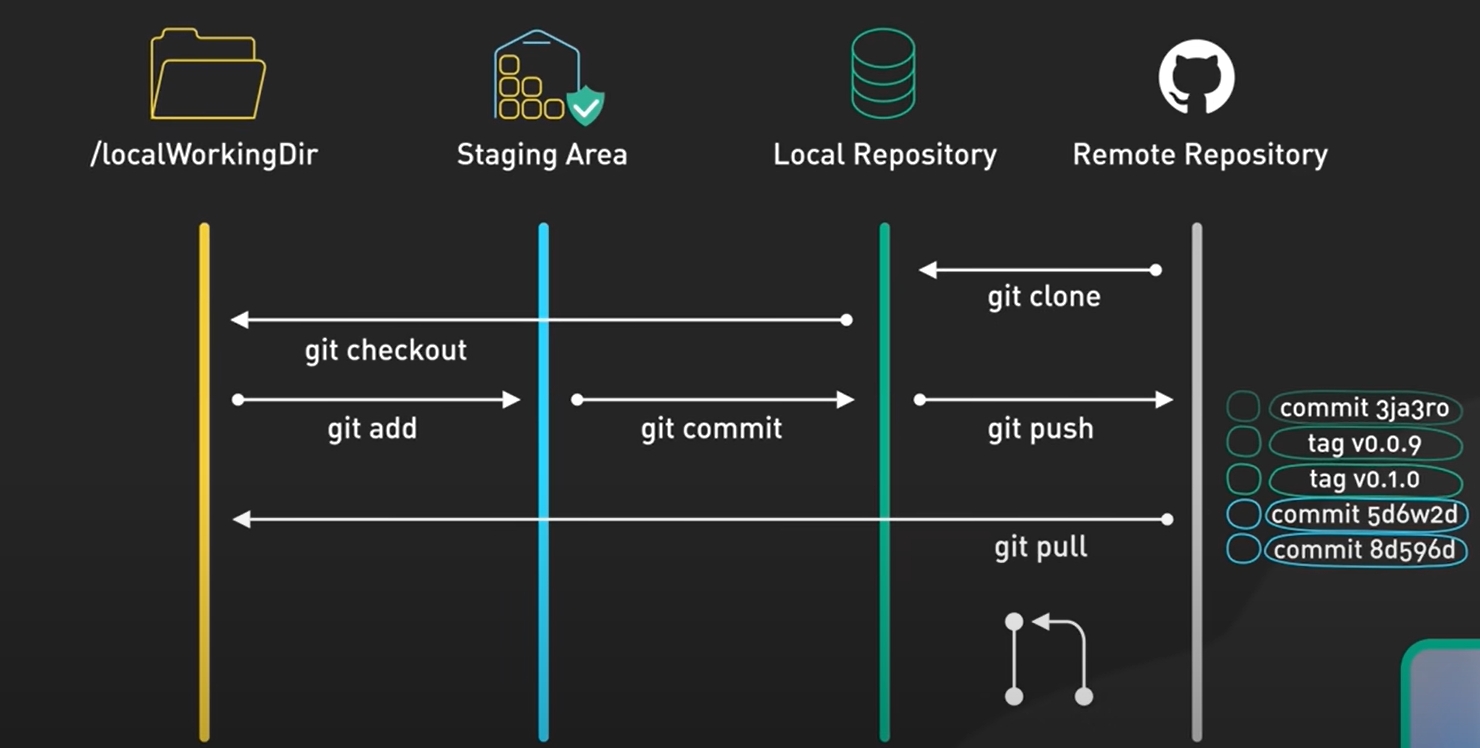 /localWorkingDir
Staging Area
Local Repository
Remote Repository
git clone
git checkout
git add
git commit
git push
commit 3ja3ro
tag v0.0.9
tag v0.1.0
commit 5d6w2d
commit 8d596d
git pull